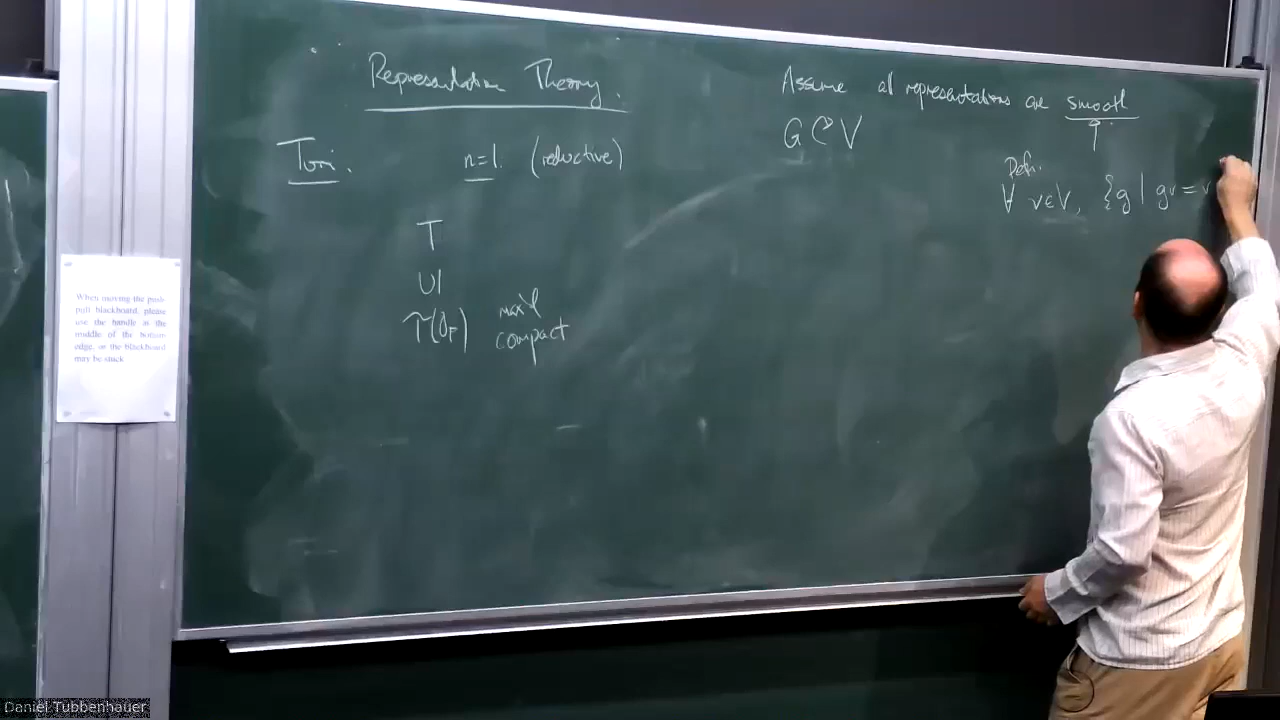 Representation Theory.
Tori. n=1. (reductive)
T
UI
T(O_F) max'l compact
Assume all representations are smooth
G ↻ V
Defn.
∀ v∈V, {g | gv = v
When moving the push-
pull blackboard, please
use the handle at the
middle of the bottom
edge, or the blackboard
may be stuck
Daniel Tubbenhauer